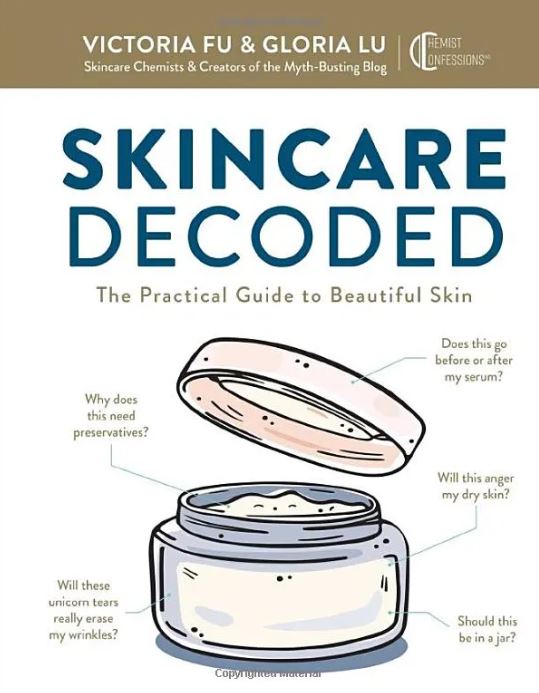 VICTORIA FU & GLORIA LU
Skincare Chemists & Creators of the Myth-Busting Blog
CHEMIST
CONFESSIONS
SKINCARE
DECODED
The Practical Guide to Beautiful Skin
Does this go
before or after
my serum?
Why does
this need
preservatives?
Will this anger
my dry skin?
Will these
unicorn tears
really erase
my wrinkles?
Should this
be in a jar?
Copyrighted Material